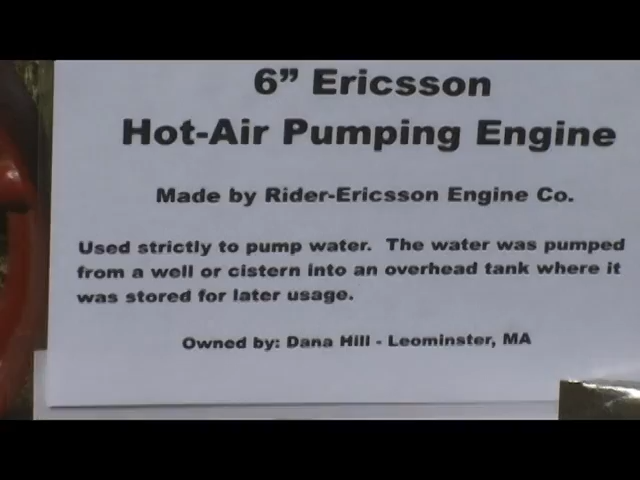 6” Ericsson
Hot-Air Pumping Engine
Made by Rider-Ericsson Engine Co.
Used strictly to pump water. The water was pumped
from a well or cistern into an overhead tank where it
was stored for later usage.
Owned by: Dana Hill - Leominster, MA